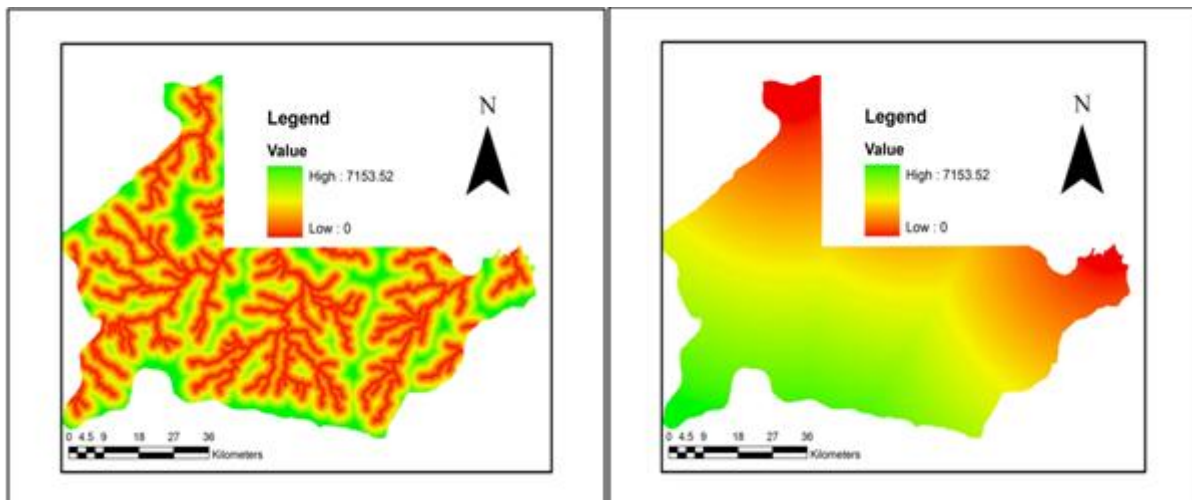 N
Legend
Value
High : 7153.52
Low : 0
0 4.5 9 18 27 36
Kilometers
N
Legend
Value
High : 7153.52
Low : 0
0 4.5 9 18 27 36
Kilometers